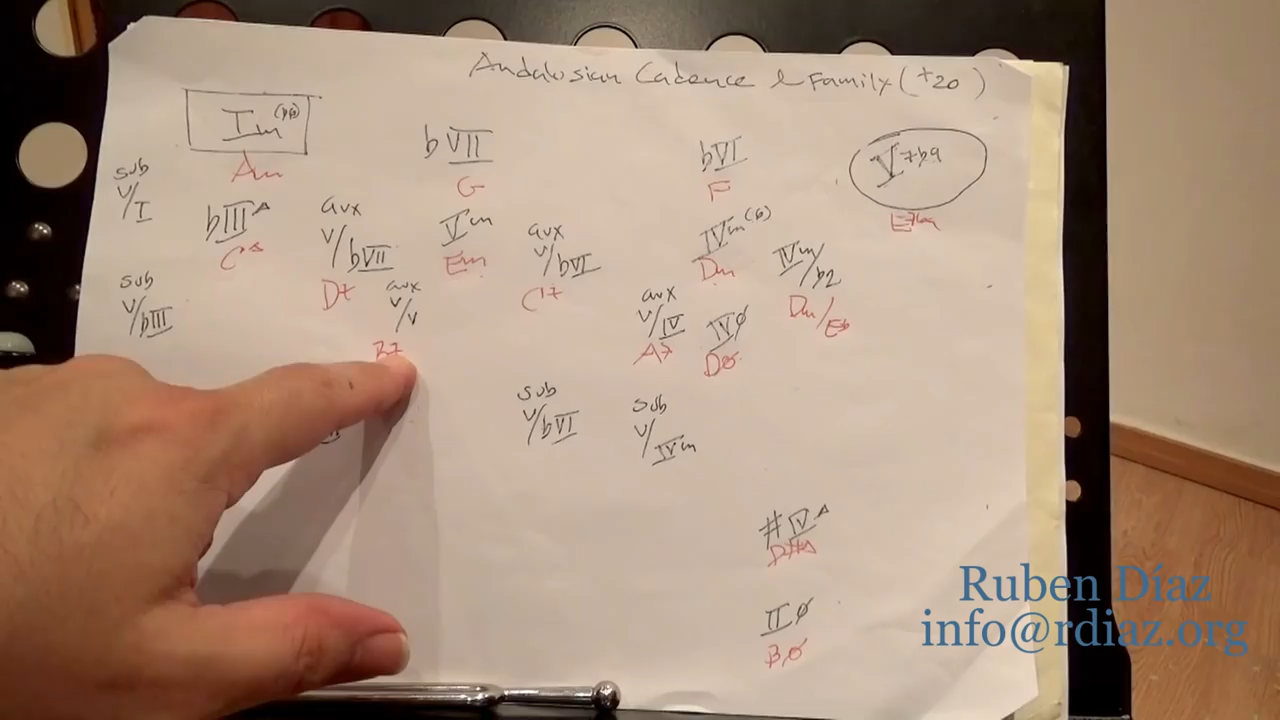 Andalusian Cadence & Family (+20)
Im(b6)
bVII
bVI
V7b9
Am
G
F
sub
V/I
bIIIΔ
aux
V/bVII
Vm
aux
V/bVI
IVm(6)
IVm/b2
CΔ
D7
Em
C7
Dm
Dm/Eb
sub
V/bIII
aux
V/V
aux
V/IV
IVø
B7
A7
Dø
sub
V/bVI
sub
V/IVm
#IVΔ
D#Δ
IIø
Bø
Ruben Díaz
info@rdiaz.org